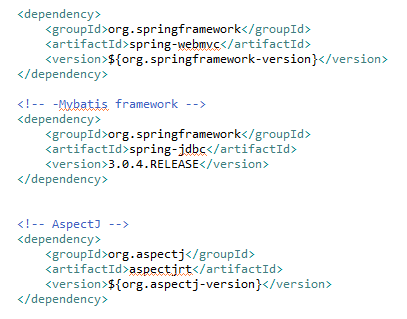 <dependency>
    <groupId>org.springframework</groupId>
    <artifactId>spring-webmvc</artifactId>
    <version>${org.springframework-version}</version>
</dependency>

<!-- -Mybatis framework -->
<dependency>
    <groupId>org.springframework</groupId>
    <artifactId>spring-jdbc</artifactId>
    <version>3.0.4.RELEASE</version>
</dependency>


<!-- AspectJ -->
<dependency>
    <groupId>org.aspectj</groupId>
    <artifactId>aspectjrt</artifactId>
    <version>${org.aspectj-version}</version>
</dependency>